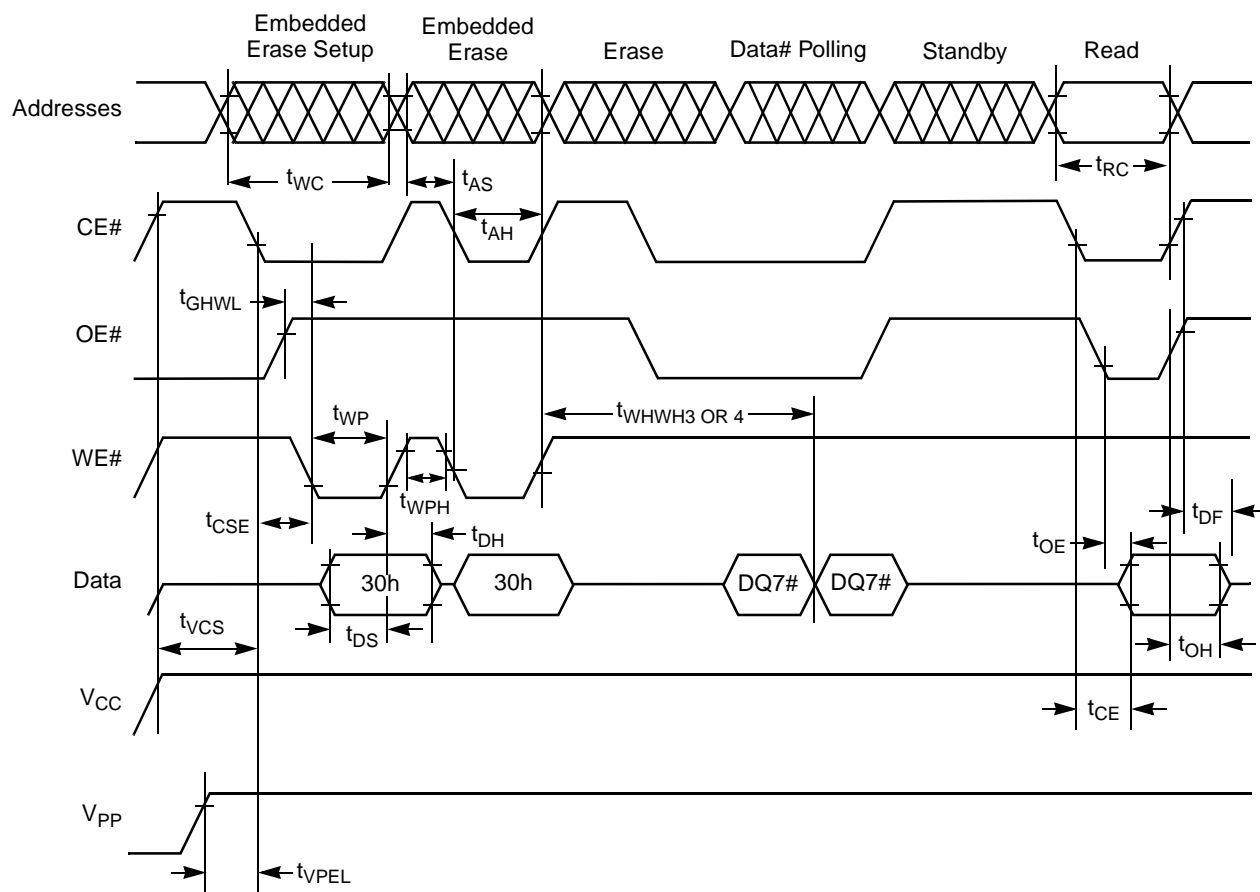 Embedded
Erase Setup
Embedded
Erase
Erase
Data# Polling
Standby
Read
Addresses
tWC
tAS
tRC
CE#
tAH
tGHWL
OE#
tWP
tWHWH3 OR 4
WE#
tWPH
tCSE
tDH
tDF
tOE
Data
30h
30h
DQ7#
DQ7#
tVCS
tDS
tOH
VCC
tCE
VPP
tVPEL